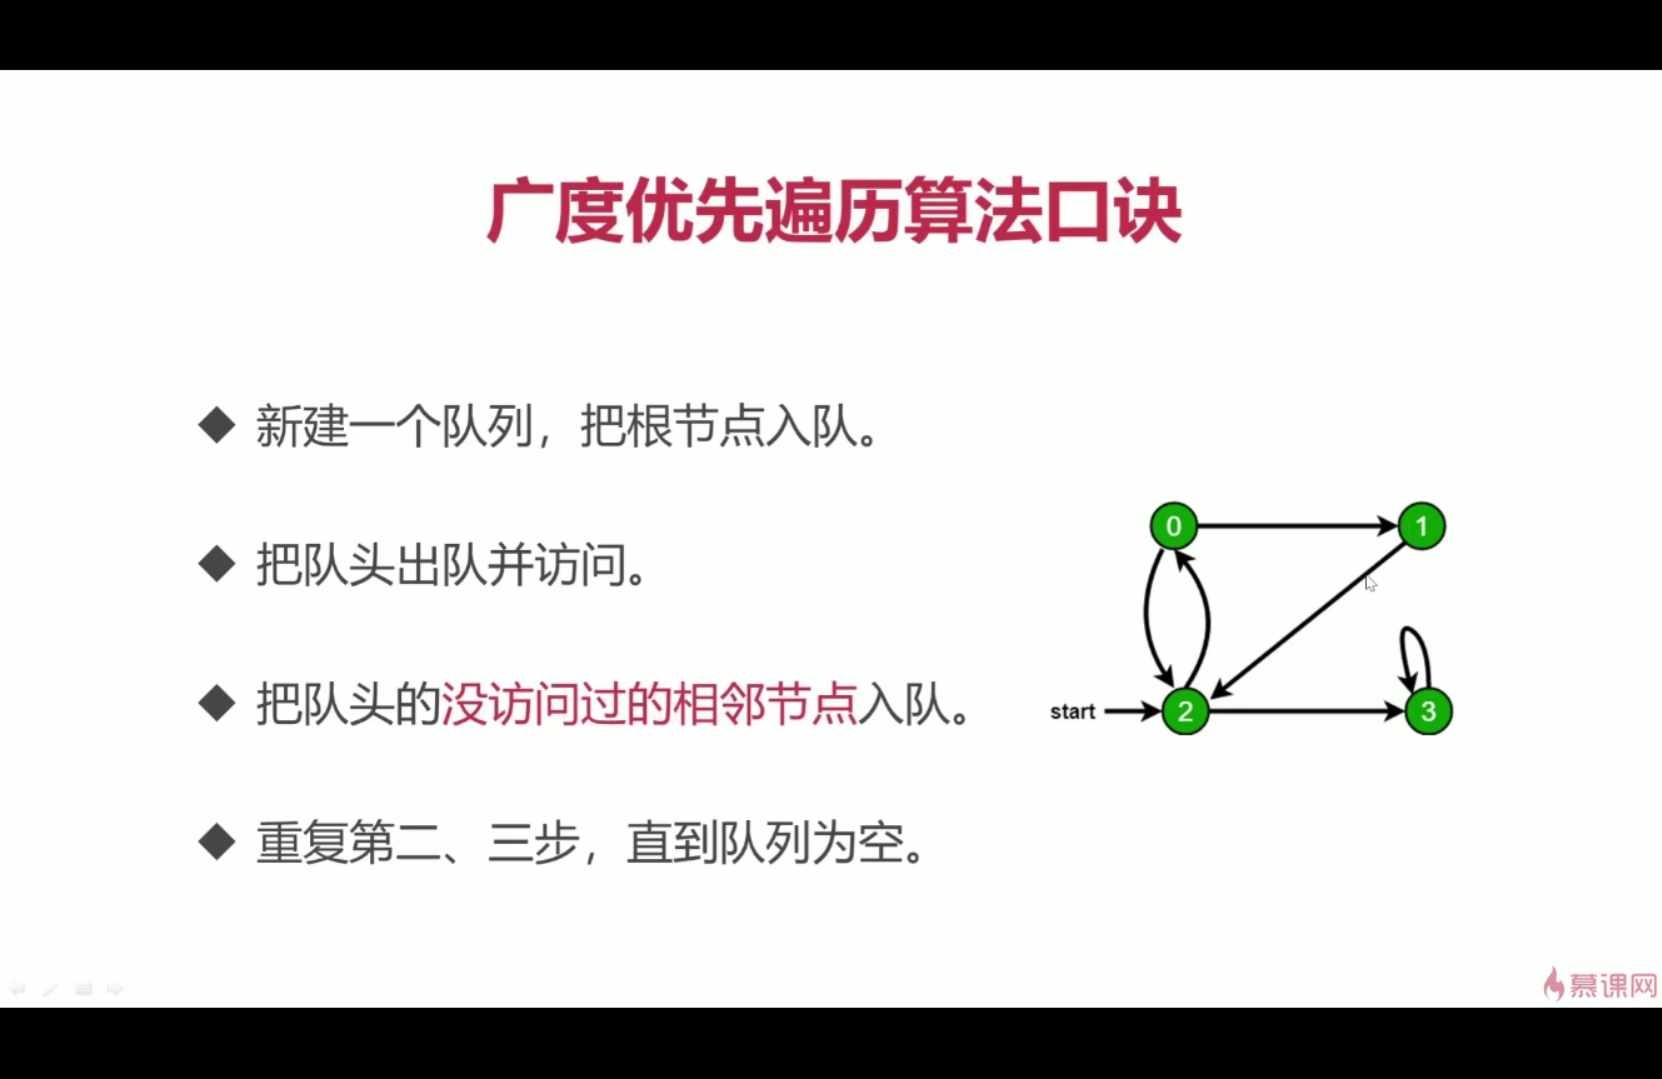 广度优先遍历算法口诀
新建一个队列，把根节点入队。
把队头出队并访问。
把队头的没访问过的相邻节点入队。
重复第二、三步，直到队列为空。
0
1
start
2
3
慕课网